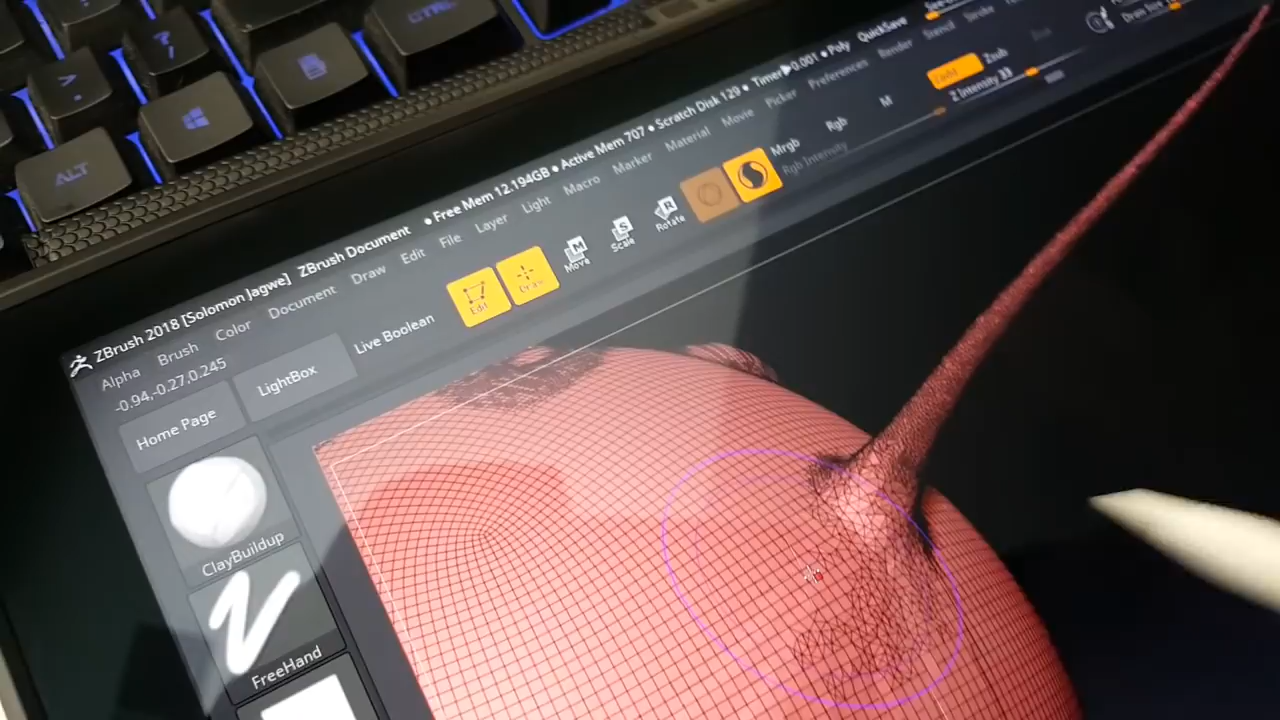 CTRL
ALT
ZBrush 2018 [Solomon Jagwe] ZBrush Document • Free Mem 12.194GB • Active Mem 707 • Scratch Disk 129 • Timer▶0.001 • Poly QuickSave
Alpha Brush Color Document Draw Edit File Layer Light Macro Marker Material Movie Picker Preferences Render Stencil Stroke
-0.94,-0.27,0.245
Home Page LightBox Live Boolean Edit Draw Move Scale Rotate Mrgb Rgb M Zadd Zsub
Rgb Intensity Z Intensity Draw Size
ClayBuildup
FreeHand